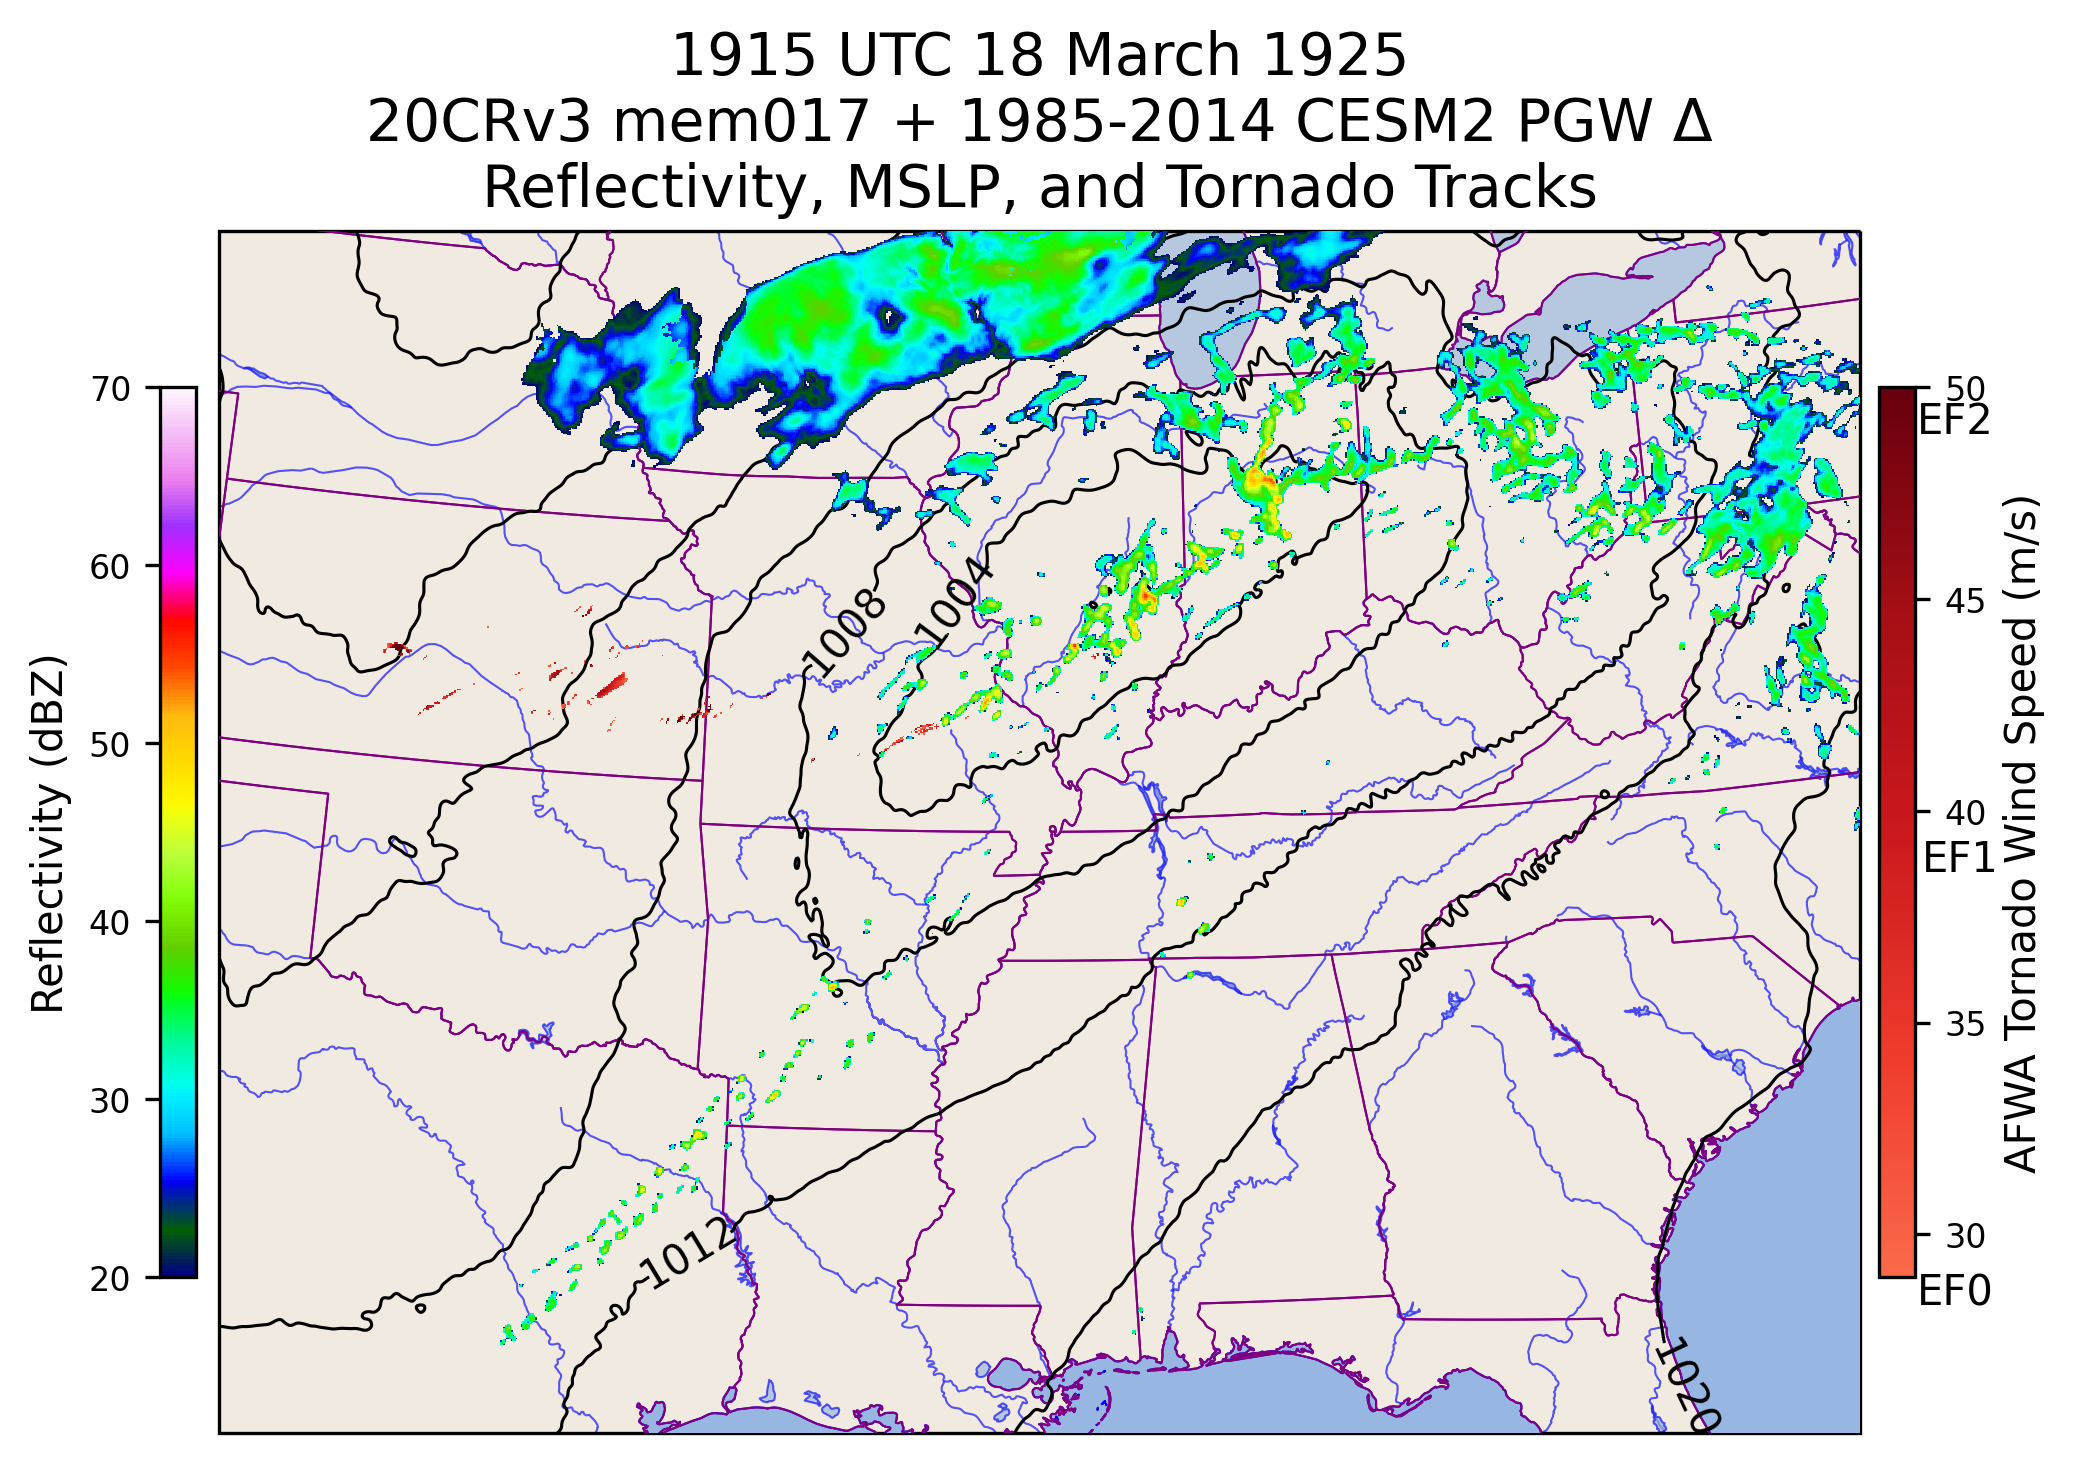 1915 UTC 18 March 1925
20CRv3 mem017 + 1985-2014 CESM2 PGW Δ
Reflectivity, MSLP, and Tornado Tracks
70
60
50
40
30
20
Reflectivity (dBZ)
1008
1004
1012
1020
50
EF2
45
40
EF1
35
30
EF0
AFWA Tornado Wind Speed (m/s)